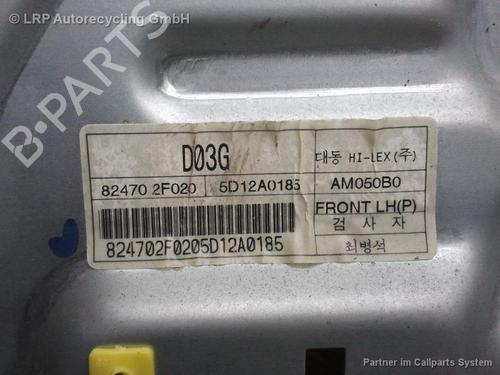 LRP Autorecycling GmbH
B-PARTS
D03G
대동 HI-LEX(주)
82470 2F020
5D12A0185
AM050B0
FRONT LH(P)
검 사 자
824702F0205D12A0185
최병석
Partner im Callparts System